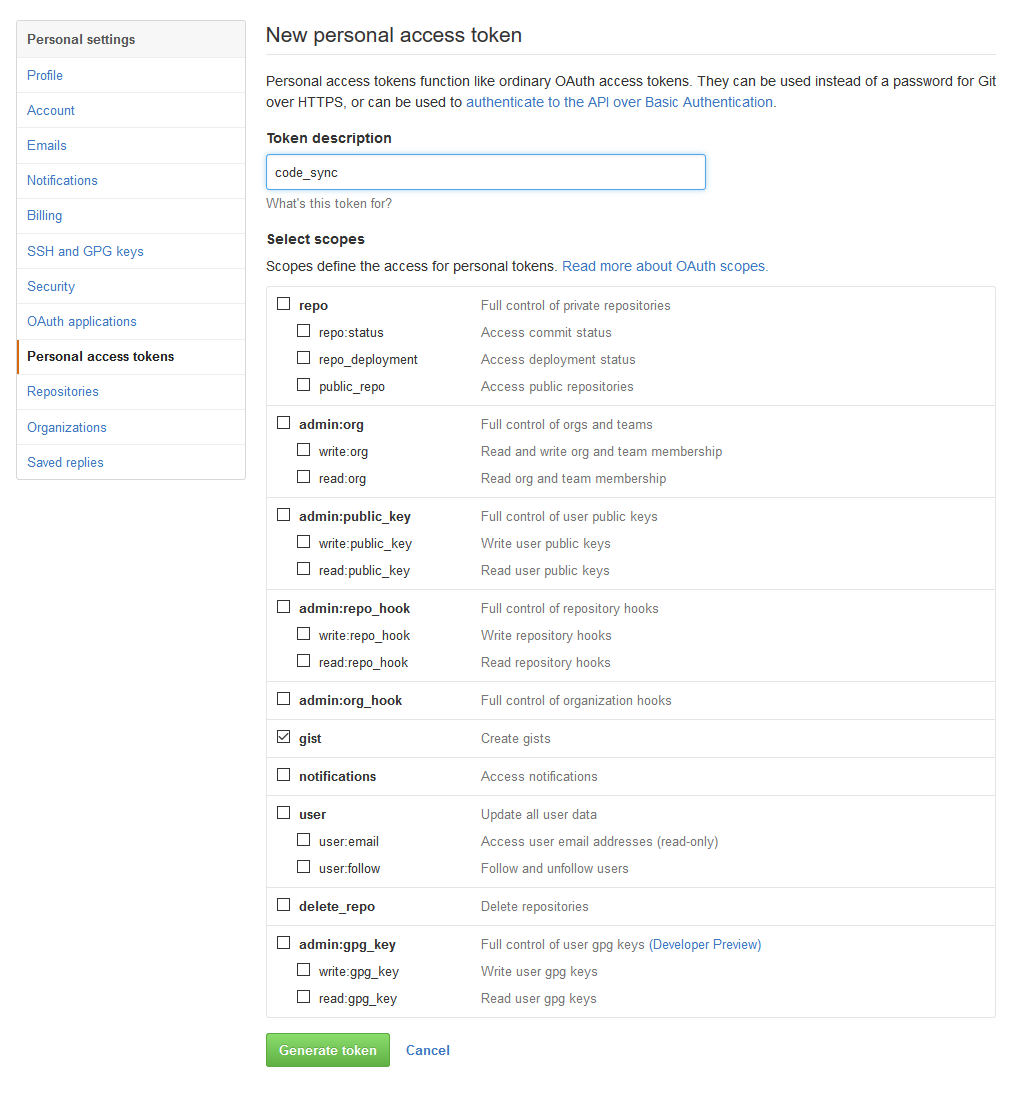 Personal settings
Profile
Account
Emails
Notifications
Billing
SSH and GPG keys
Security
OAuth applications
Personal access tokens
Repositories
Organizations
Saved replies
New personal access token
Personal access tokens function like ordinary OAuth access tokens. They can be used instead of a password for Git
over HTTPS, or can be used to authenticate to the API over Basic Authentication.
Token description
code_sync
What's this token for?
Select scopes
Scopes define the access for personal tokens. Read more about OAuth scopes.
repo Full control of private repositories
repo:status Access commit status
repo_deployment Access deployment status
public_repo Access public repositories
admin:org Full control of orgs and teams
write:org Read and write org and team membership
read:org Read org and team membership
admin:public_key Full control of user public keys
write:public_key Write user public keys
read:public_key Read user public keys
admin:repo_hook Full control of repository hooks
write:repo_hook Write repository hooks
read:repo_hook Read repository hooks
admin:org_hook Full control of organization hooks
gist Create gists
notifications Access notifications
user Update all user data
user:email Access user email addresses (read-only)
user:follow Follow and unfollow users
delete_repo Delete repositories
admin:gpg_key Full control of user gpg keys (Developer Preview)
write:gpg_key Write user gpg keys
read:gpg_key Read user gpg keys
Generate token Cancel